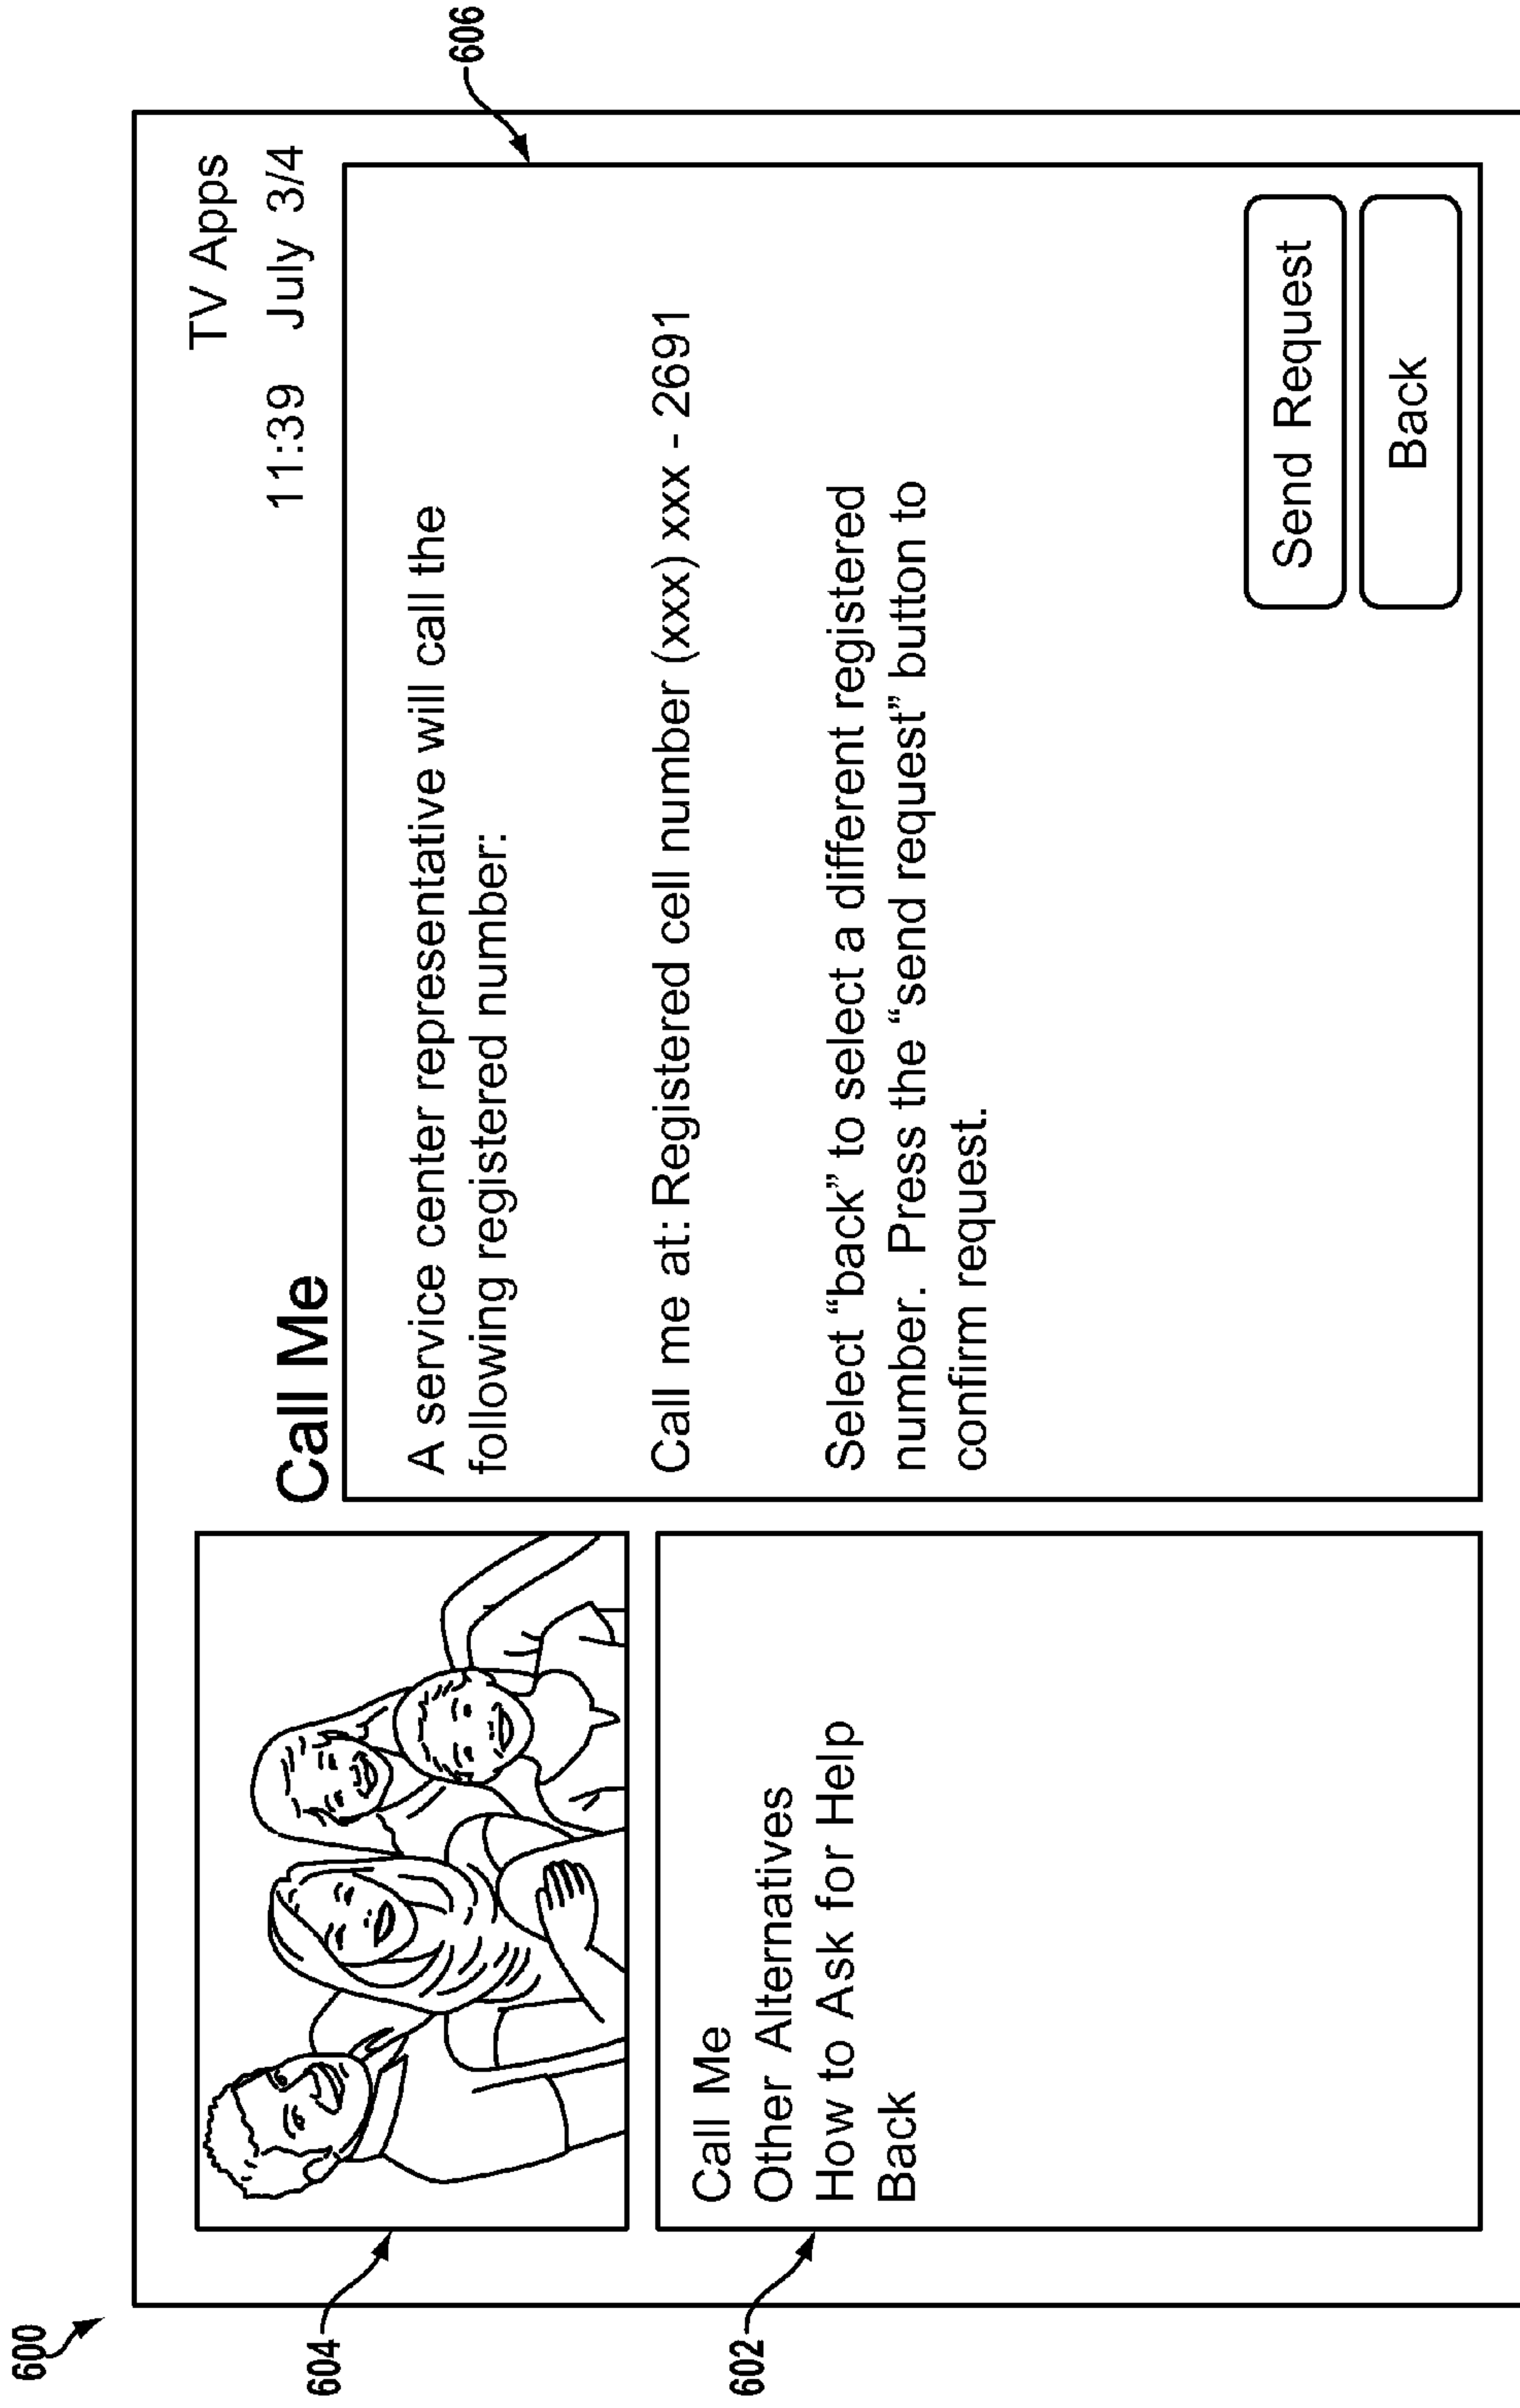 600
TV Apps
Call Me
11:39 July 3/4
604
602
Call Me
Other Alternatives
How to Ask for Help
Back
606
A service center representative will call the
following registered number:
Call me at: Registered cell number (xxx) xxx - 2691
Select “back” to select a different registered
number. Press the “send request” button to
confirm request.
Send Request
Back